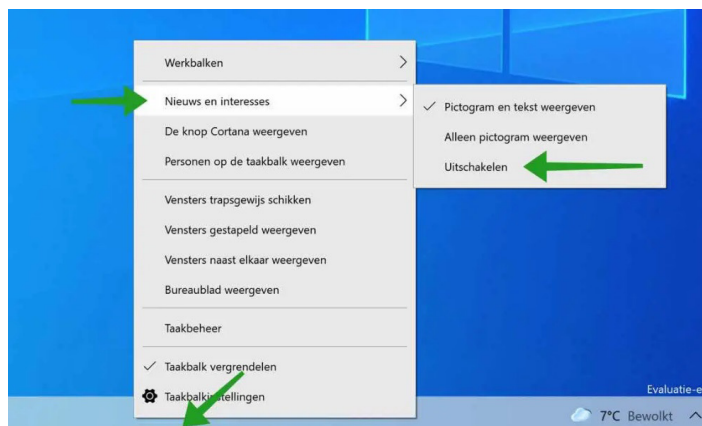 Werkbalken
Nieuws en interesses
Pictogram en tekst weergeven
De knop Cortana weergeven
Alleen pictogram weergeven
Personen op de taakbalk weergeven
Uitschakelen
Vensters trapsgewijs schikken
Vensters gestapeld weergeven
Vensters naast elkaar weergeven
Bureaublad weergeven
Taakbeheer
Taakbalk vergrendelen
Taakbalkinstellingen
Evaluatie-e
7°C Bewolkt